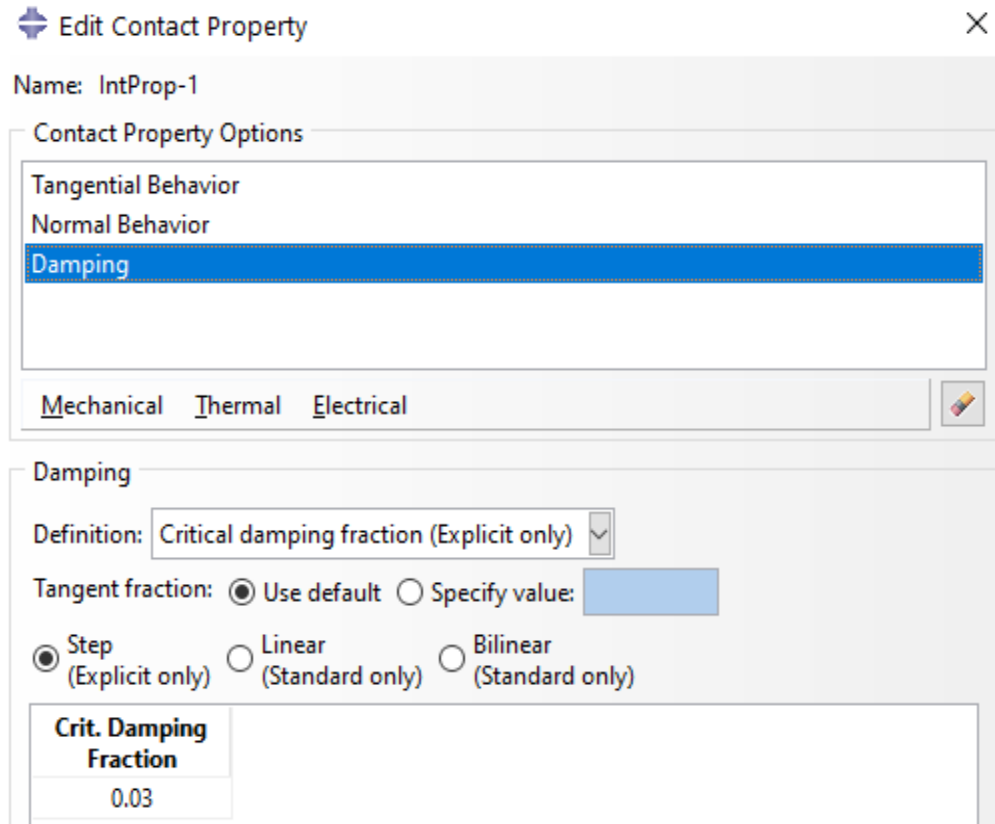 Edit Contact Property
Name: IntProp-1
Contact Property Options
Tangential Behavior
Normal Behavior
Damping
Mechanical Thermal Electrical
Damping
Definition: Critical damping fraction (Explicit only)
Tangent fraction: Use default Specify value:
Step
(Explicit only)
Linear
(Standard only)
Bilinear
(Standard only)
Crit. Damping
Fraction
0.03